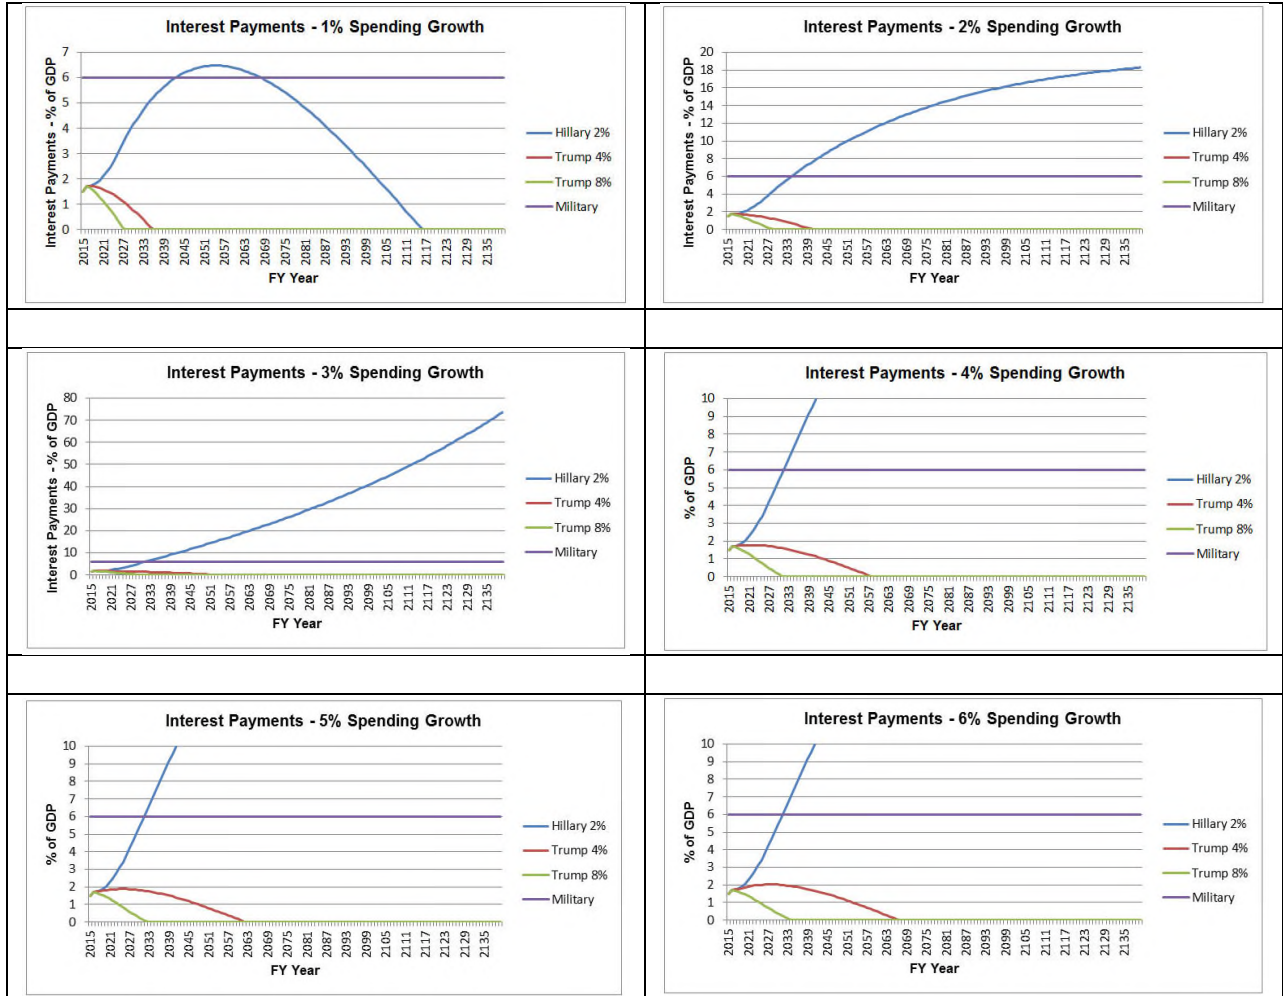 Interest Payments - 1% Spending Growth
Interest Payments - % of GDP
7
6
5
4
3
2
1
0
2015 2021 2027 2033 2039 2045 2051 2057 2063 2069 2075 2081 2087 2093 2099 2105 2111 2117 2123 2129 2135
FY Year
Hillary 2%
Trump 4%
Trump 8%
Military
Interest Payments - 2% Spending Growth
Interest Payments - % of GDP
20
18
16
14
12
10
8
6
4
2
0
2015 2021 2027 2033 2039 2045 2051 2057 2063 2069 2075 2081 2087 2093 2099 2105 2111 2117 2123 2129 2135
FY Year
Hillary 2%
Trump 4%
Trump 8%
Military
Interest Payments - 3% Spending Growth
Interest Payments - % of GDP
80
70
60
50
40
30
20
10
0
2015 2021 2027 2033 2039 2045 2051 2057 2063 2069 2075 2081 2087 2093 2099 2105 2111 2117 2123 2129 2135
FY Year
Hillary 2%
Trump 4%
Trump 8%
Military
Interest Payments - 4% Spending Growth
% of GDP
10
9
8
7
6
5
4
3
2
1
0
2015 2021 2027 2033 2039 2045 2051 2057 2063 2069 2075 2081 2087 2093 2099 2105 2111 2117 2123 2129 2135
FY Year
Hillary 2%
Trump 4%
Trump 8%
Military
Interest Payments - 5% Spending Growth
% of GDP
10
9
8
7
6
5
4
3
2
1
0
2015 2021 2027 2033 2039 2045 2051 2057 2063 2069 2075 2081 2087 2093 2099 2105 2111 2117 2123 2129 2135
FY Year
Hillary 2%
Trump 4%
Trump 8%
Military
Interest Payments - 6% Spending Growth
% of GDP
10
9
8
7
6
5
4
3
2
1
0
2015 2021 2027 2033 2039 2045 2051 2057 2063 2069 2075 2081 2087 2093 2099 2105 2111 2117 2123 2129 2135
FY Year
Hillary 2%
Trump 4%
Trump 8%
Military